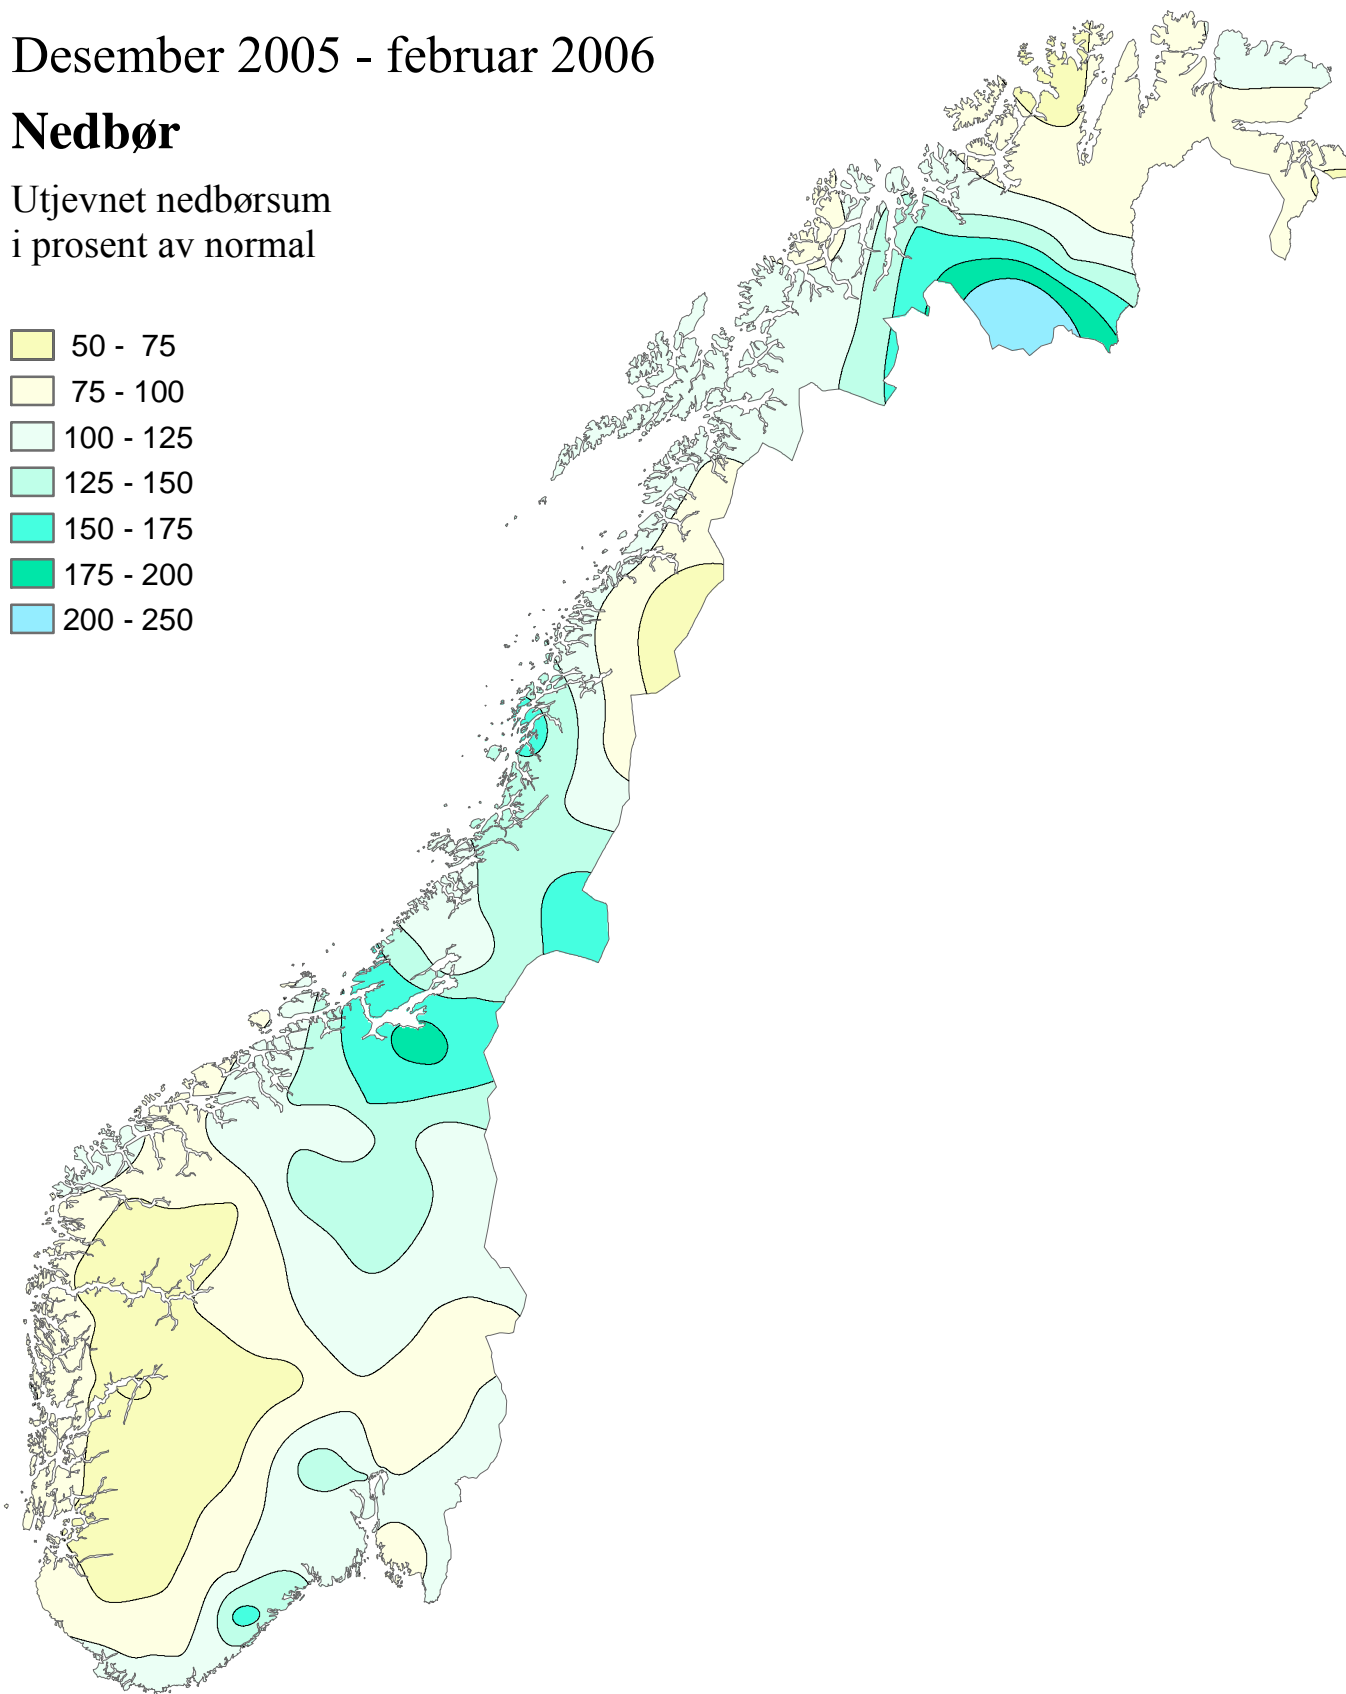 Desember 2005 - februar 2006
Nedbør
Utjevnet nedbørsum
i prosent av normal
50 - 75
75 - 100
100 - 125
125 - 150
150 - 175
175 - 200
200 - 250